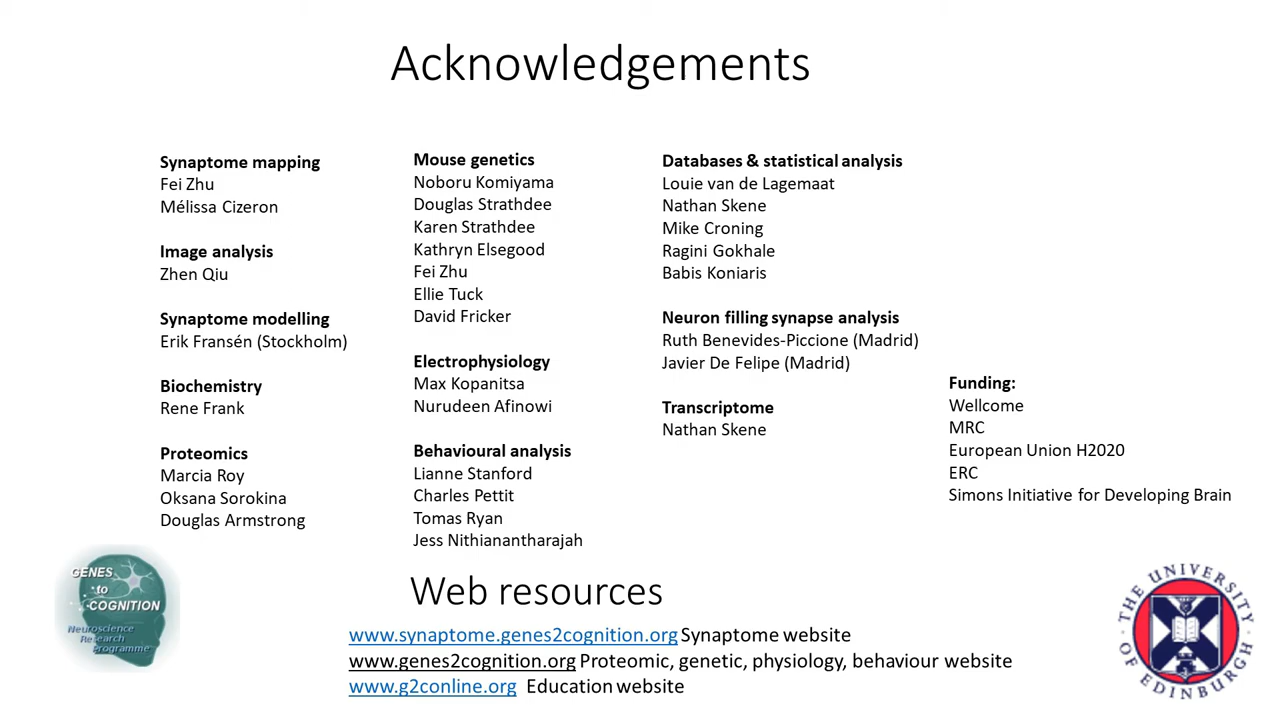 Acknowledgements
Synaptome mapping
Fei Zhu
Mélissa Cizeron
Image analysis
Zhen Qiu
Synaptome modelling
Erik Fransén (Stockholm)
Biochemistry
Rene Frank
Proteomics
Marcia Roy
Oksana Sorokina
Douglas Armstrong
Mouse genetics
Noboru Komiyama
Douglas Strathdee
Karen Strathdee
Kathryn Elsegood
Fei Zhu
Ellie Tuck
David Fricker
Electrophysiology
Max Kopanitsa
Nurudeen Afinowi
Behavioural analysis
Lianne Stanford
Charles Pettit
Tomas Ryan
Jess Nithianantharajah
Databases & statistical analysis
Louie van de Lagemaat
Nathan Skene
Mike Croning
Ragini Gokhale
Babis Koniaris
Neuron filling synapse analysis
Ruth Benevides-Piccione (Madrid)
Javier De Felipe (Madrid)
Transcriptome
Nathan Skene
Funding:
Wellcome
MRC
European Union H2020
ERC
Simons Initiative for Developing Brain
GENES
to
COGNITION
Neuroscience
Research
Programme
Web resources
www.synaptome.genes2cognition.org Synaptome website
www.genes2cognition.org Proteomic, genetic, physiology, behaviour website
www.g2conline.org Education website
THE UNIVERSITY
OF EDINBURGH